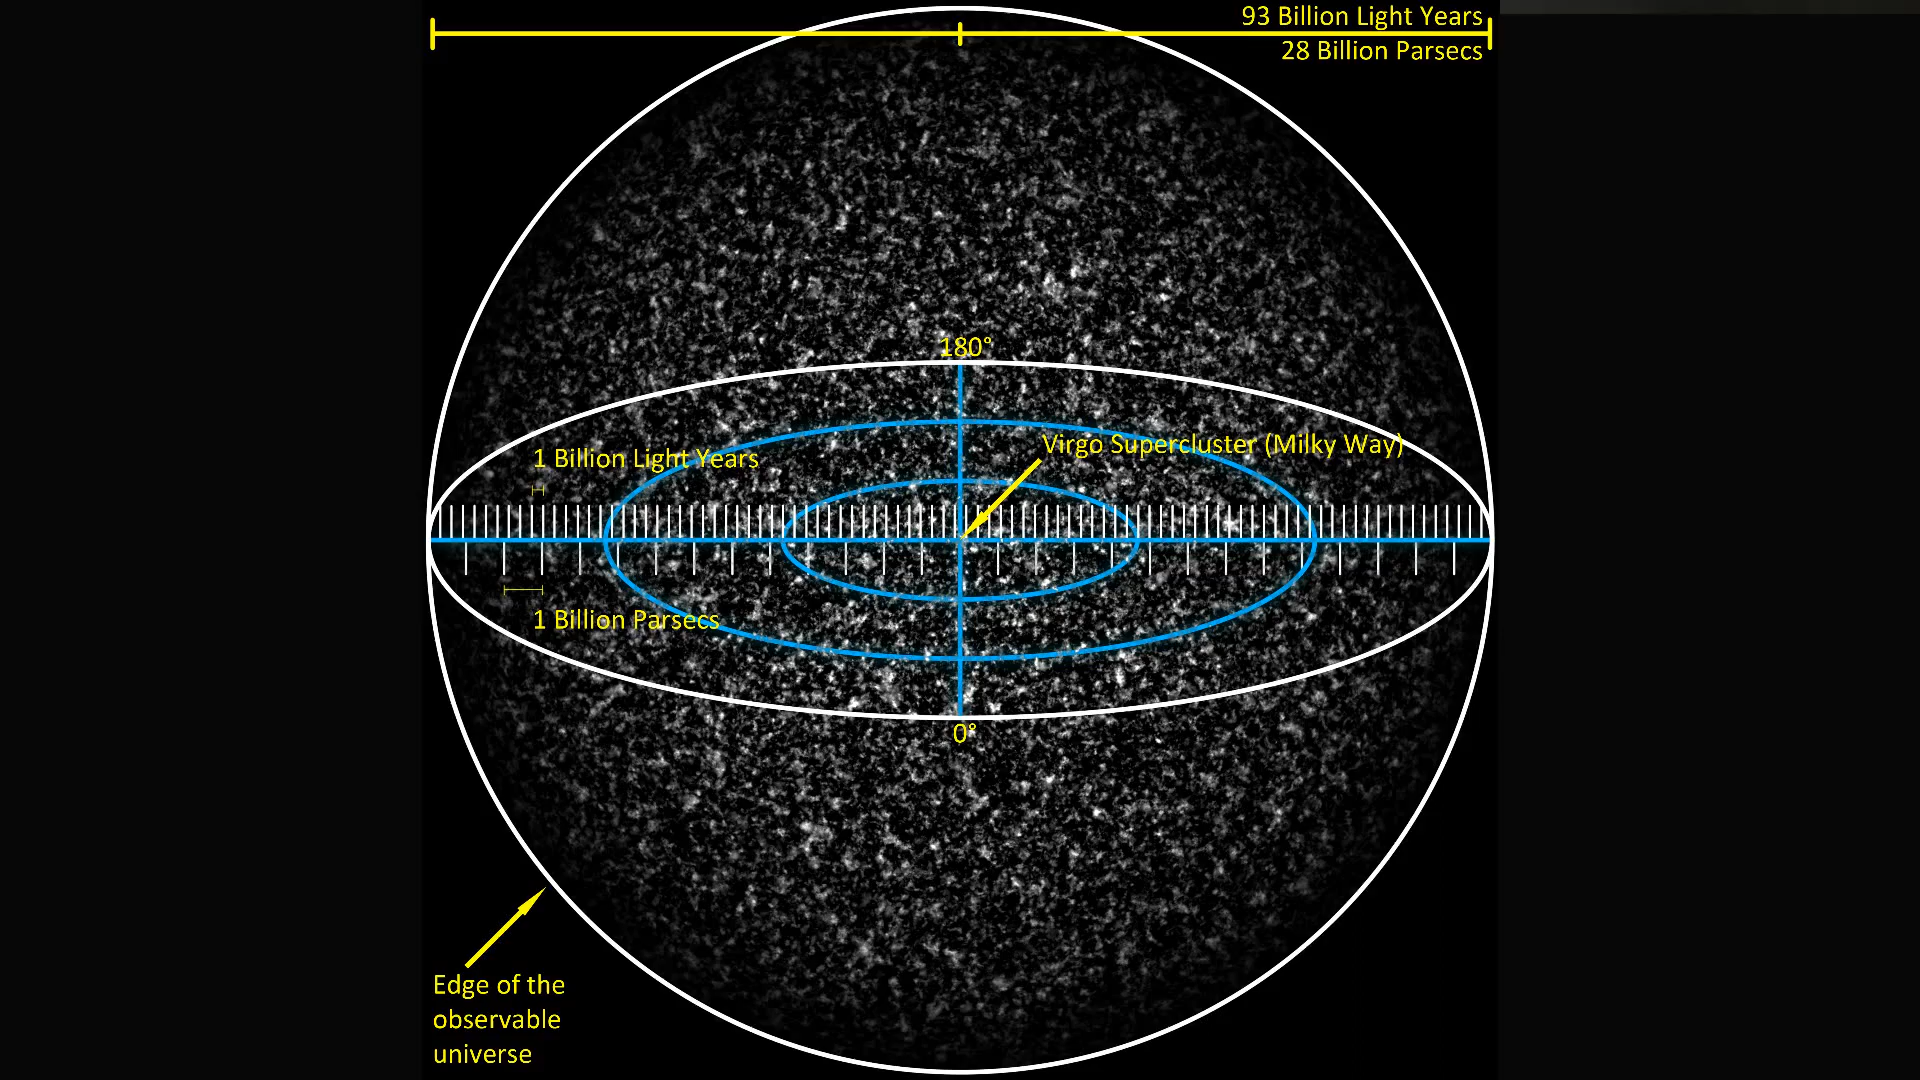 93 Billion Light Years
28 Billion Parsecs
180°
Virgo Supercluster (Milky Way)
1 Billion Light Years
1 Billion Parsecs
0°
Edge of the
observable
universe